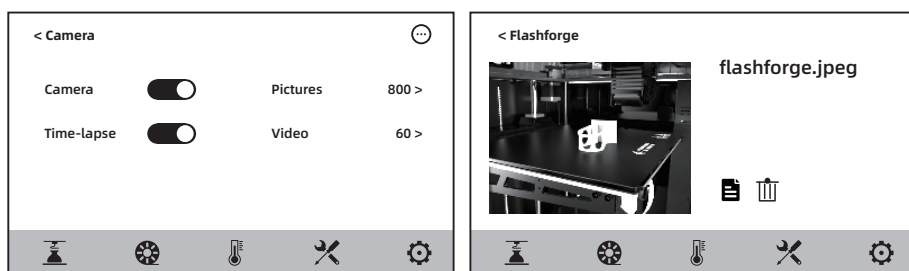 < Camera
Camera
Pictures
800 >
Time-lapse
Video
60 >
< Flashforge
flashforge.jpeg